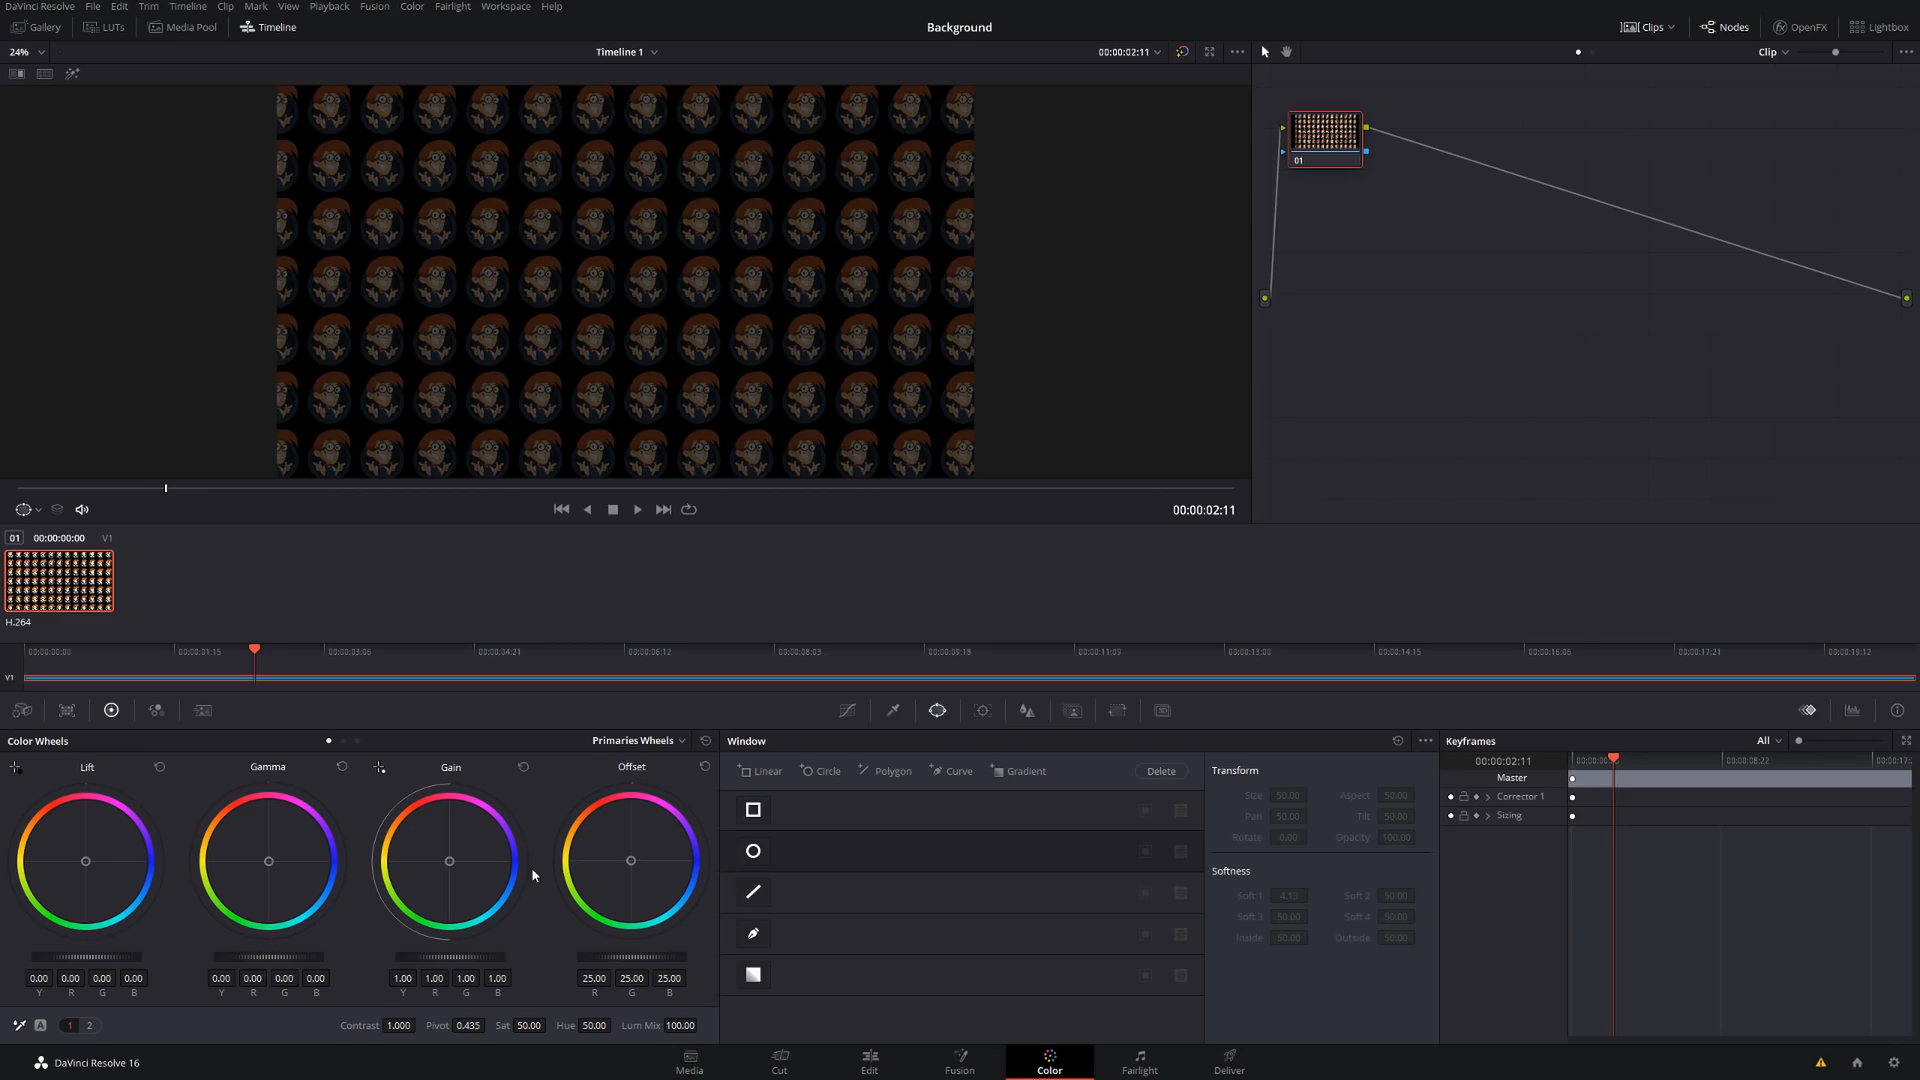 DaVinci Resolve File Edit Trim Timeline Clip Mark View Playback Fusion Color Fairlight Workspace Help
Gallery LUTs Media Pool Timeline Background Clips Nodes OpenFX Lightbox
24% Timeline 1 00:00:02:11 Clip
01
00:00:02:11
01 00:00:00:00 V1
H.264
00:00:00:00 00:00:01:15 00:00:03:06 00:00:04:21 00:00:06:12 00:00:08:03 00:00:09:18 00:00:11:09 00:00:13:00 00:00:14:15 00:00:16:06 00:00:17:21 00:00:19:12
V1
Color Wheels Primaries Wheels Window Keyframes All
Lift Gamma Gain Offset
Linear Circle Polygon Curve Gradient Delete
Transform
Size 50.00 Aspect 50.00
Pan 50.00 Tilt 50.00
Rotate 0.00 Opacity 100.00
Softness
Soft 1 4.13 Soft 2 50.00
Soft 3 50.00 Soft 4 50.00
Inside 50.00 Outside 50.00
00:00:02:11 00:00:08:22
Master
Corrector 1
Sizing
0.00 0.00 0.00 0.00 0.00 0.00 0.00 0.00 1.00 1.00 1.00 1.00 25.00 25.00 25.00
Y R G B Y R G B Y R G B R G B
A 1 2 Contrast 1.000 Pivot 0.435 Sat 50.00 Hue 50.00 Lum Mix 100.00
DaVinci Resolve 16 Media Cut Edit Fusion Color Fairlight Deliver